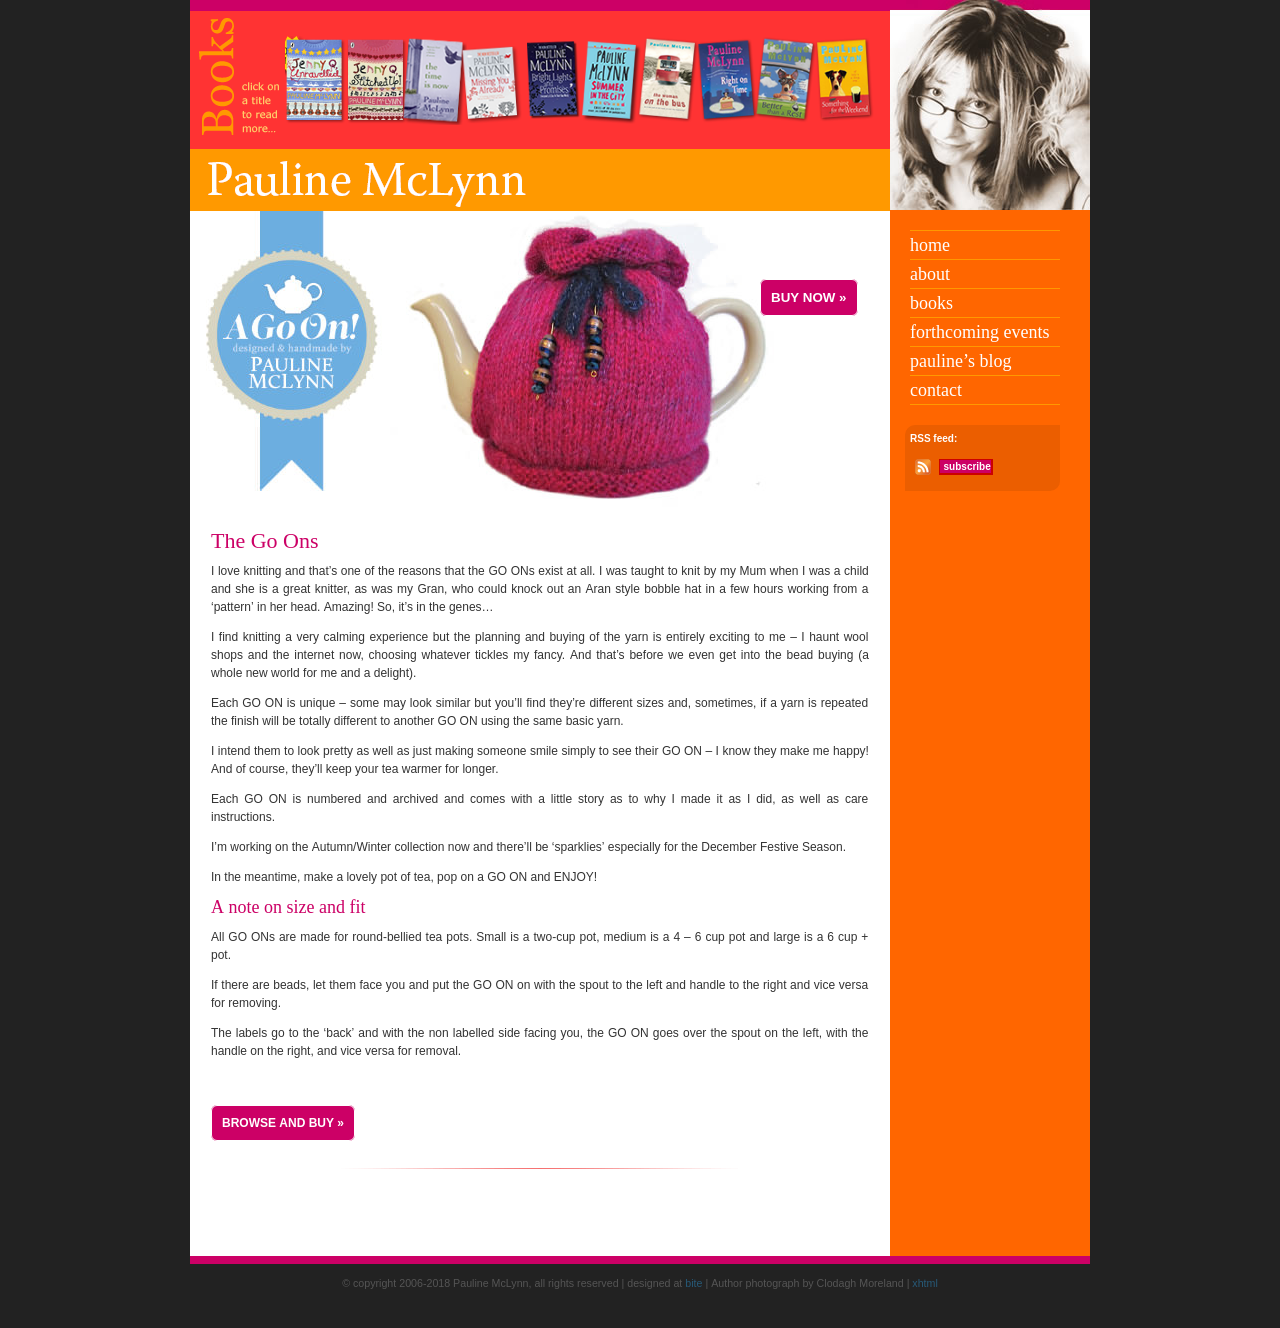 Books
click on
a title
to read
more...
Jenny Q
Unravelled
Jenny Q
Stitched Up!
PAULINE McLYNN
the
time
is now
Pauline
McLynn
PAULINE
McLYNN
Missing You
Already
PAULINE
McLYNN
Bright Lights
Promises
PAULINE
McLYNN
SUMMER
IN THE CITY
Pauline McLynn
the woman
on the bus
Pauline
McLynn
Right on
Time
Pauline
McLynn
Better
than a Rest
Pauline
McLynn
Something
for the Weekend
Pauline McLynn
A Go On!
designed & handmade by
PAULINE
MCLYNN
BUY NOW »
home
about
books
forthcoming events
pauline’s blog
contact
RSS feed:
subscribe
The Go Ons
I love knitting and that’s one of the reasons that the GO ONs exist at all. I was taught to knit by my Mum when I was a child
and she is a great knitter, as was my Gran, who could knock out an Aran style bobble hat in a few hours working from a
‘pattern’ in her head. Amazing! So, it’s in the genes…
I find knitting a very calming experience but the planning and buying of the yarn is entirely exciting to me – I haunt wool
shops and the internet now, choosing whatever tickles my fancy. And that’s before we even get into the bead buying (a
whole new world for me and a delight).
Each GO ON is unique – some may look similar but you’ll find they’re different sizes and, sometimes, if a yarn is repeated
the finish will be totally different to another GO ON using the same basic yarn.
I intend them to look pretty as well as just making someone smile simply to see their GO ON – I know they make me happy!
And of course, they’ll keep your tea warmer for longer.
Each GO ON is numbered and archived and comes with a little story as to why I made it as I did, as well as care
instructions.
I’m working on the Autumn/Winter collection now and there’ll be ‘sparklies’ especially for the December Festive Season.
In the meantime, make a lovely pot of tea, pop on a GO ON and ENJOY!
A note on size and fit
All GO ONs are made for round-bellied tea pots. Small is a two-cup pot, medium is a 4 – 6 cup pot and large is a 6 cup +
pot.
If there are beads, let them face you and put the GO ON on with the spout to the left and handle to the right and vice versa
for removing.
The labels go to the ‘back’ and with the non labelled side facing you, the GO ON goes over the spout on the left, with the
handle on the right, and vice versa for removal.
BROWSE AND BUY »
© copyright 2006-2018 Pauline McLynn, all rights reserved | designed at bite | Author photograph by Clodagh Moreland | xhtml